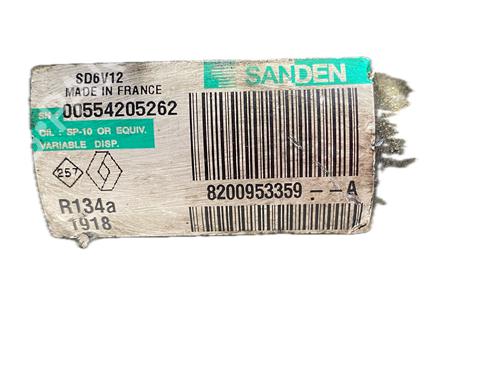 SD6V12
MADE IN FRANCE
SANDEN
SN : 00554205262
OIL : SP-10 OR EQUIV.
VARIABLE DISP.
257
8200953359 - - A
R134a
1918